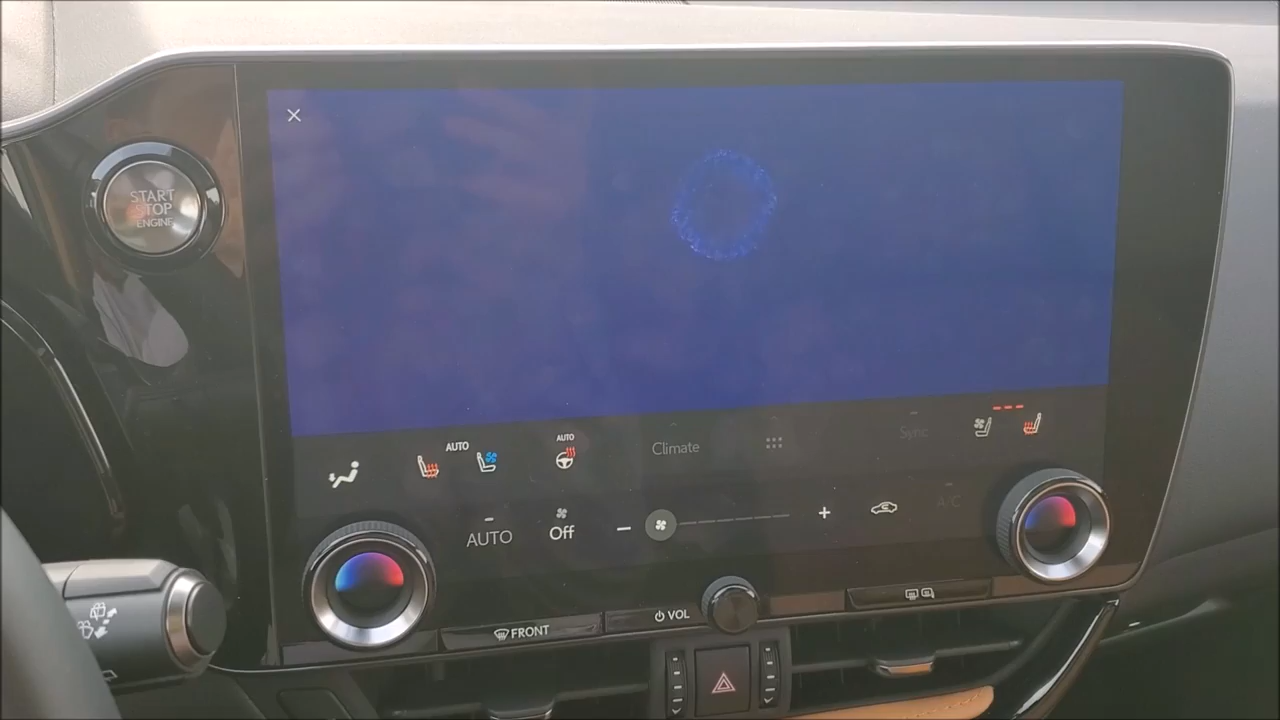 START
STOP
ENGINE
AUTO
AUTO
Climate
Sync
AUTO
Off
A/C
FRONT
VOL